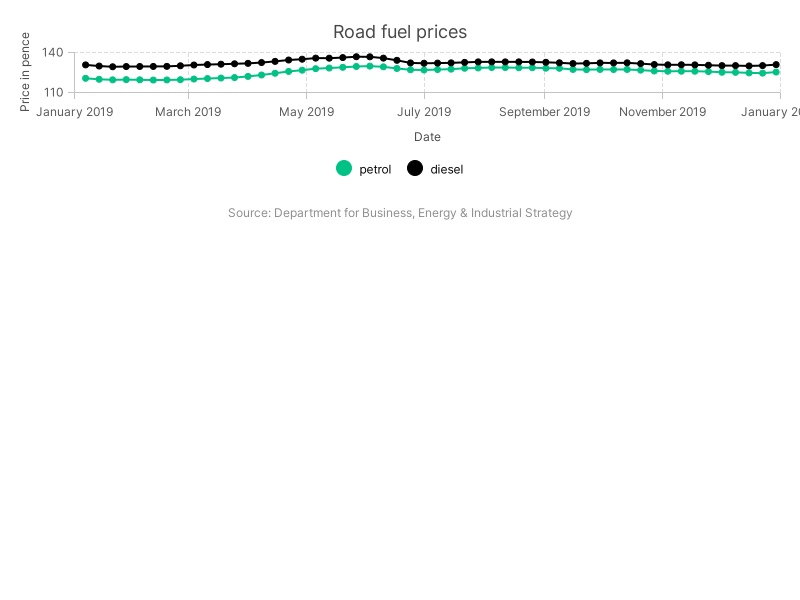 Road fuel prices
Price in pence
140
110
January 2019 March 2019 May 2019 July 2019 September 2019 November 2019 January 20
Date
petrol diesel
Source: Department for Business, Energy & Industrial Strategy